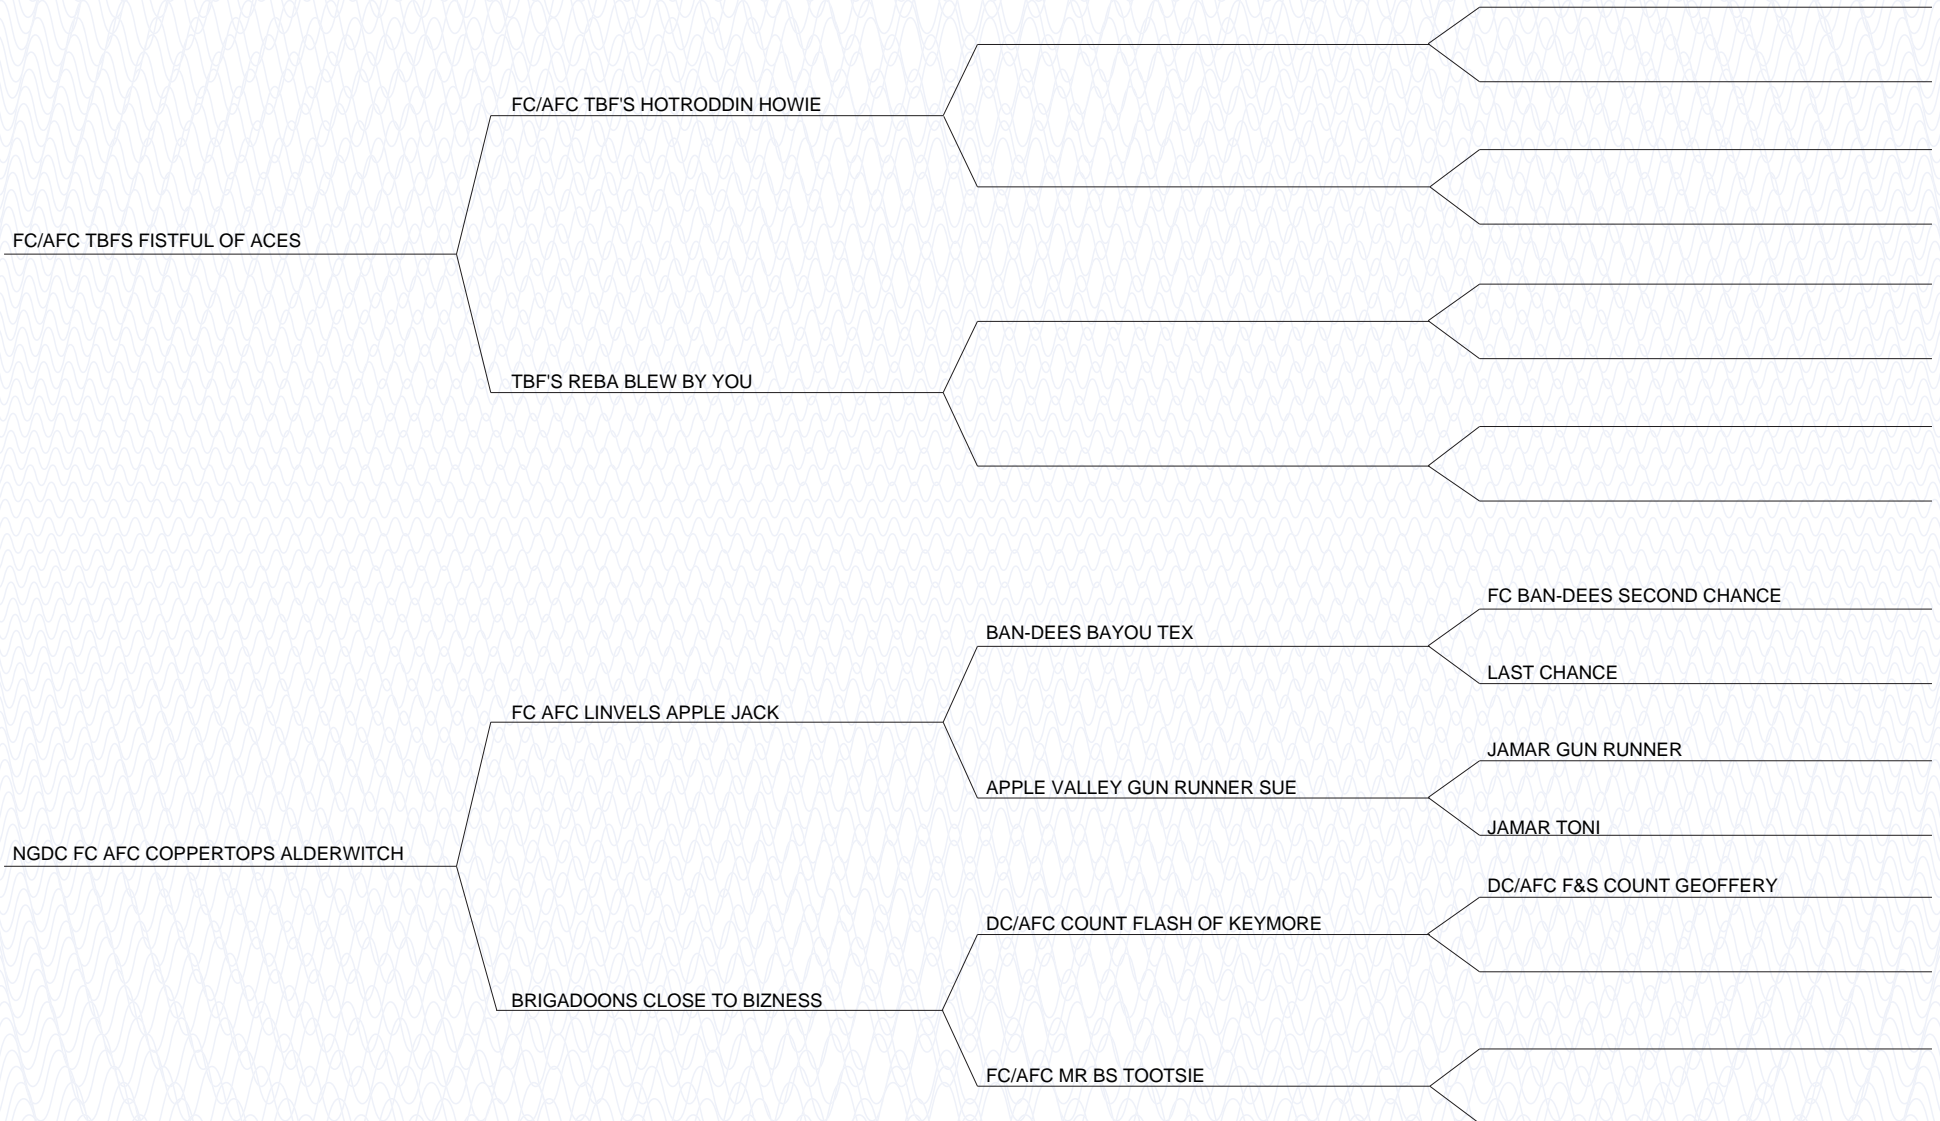 FC/AFC TBF'S HOTRODDIN HOWIE
FC/AFC TBFS FISTFUL OF ACES
TBF'S REBA BLEW BY YOU
FC BAN-DEES SECOND CHANCE
BAN-DEES BAYOU TEX
LAST CHANCE
FC AFC LINVELS APPLE JACK
JAMAR GUN RUNNER
APPLE VALLEY GUN RUNNER SUE
JAMAR TONI
NGDC FC AFC COPPERTOPS ALDERWITCH
DC/AFC F&S COUNT GEOFFERY
DC/AFC COUNT FLASH OF KEYMORE
BRIGADOONS CLOSE TO BIZNESS
FC/AFC MR BS TOOTSIE